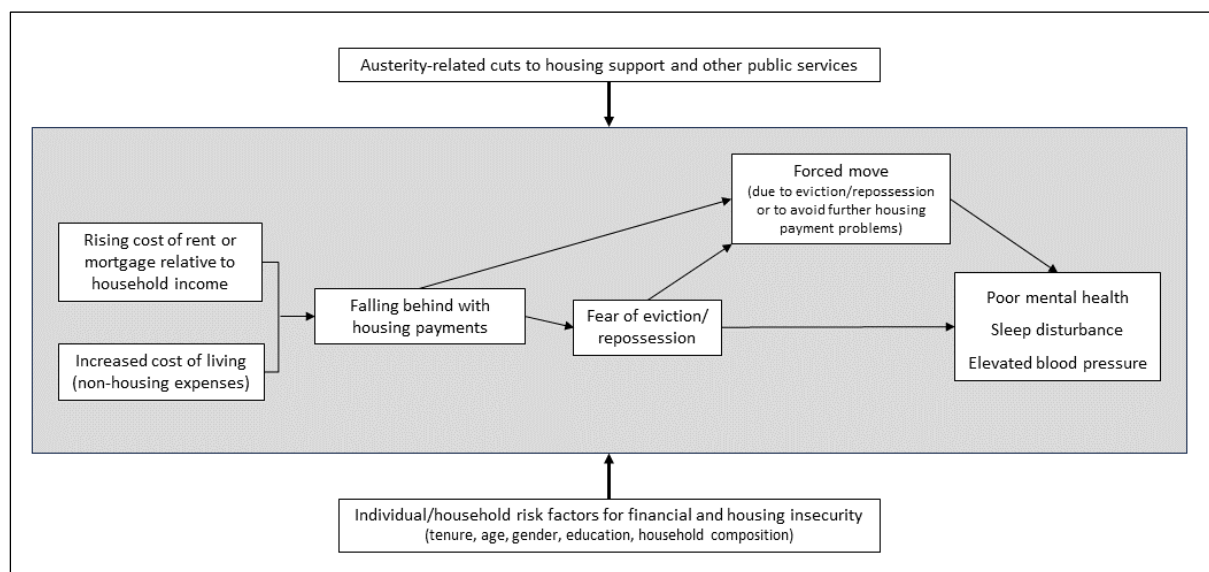 Austerity-related cuts to housing support and other public services
Forced move
(due to eviction/repossession
or to avoid further housing
payment problems)
Rising cost of rent or
mortgage relative to
household income
Falling behind with
housing payments
Fear of eviction/
repossession
Poor mental health
Sleep disturbance
Elevated blood pressure
Increased cost of living
(non-housing expenses)
Individual/household risk factors for financial and housing insecurity
(tenure, age, gender, education, household composition)